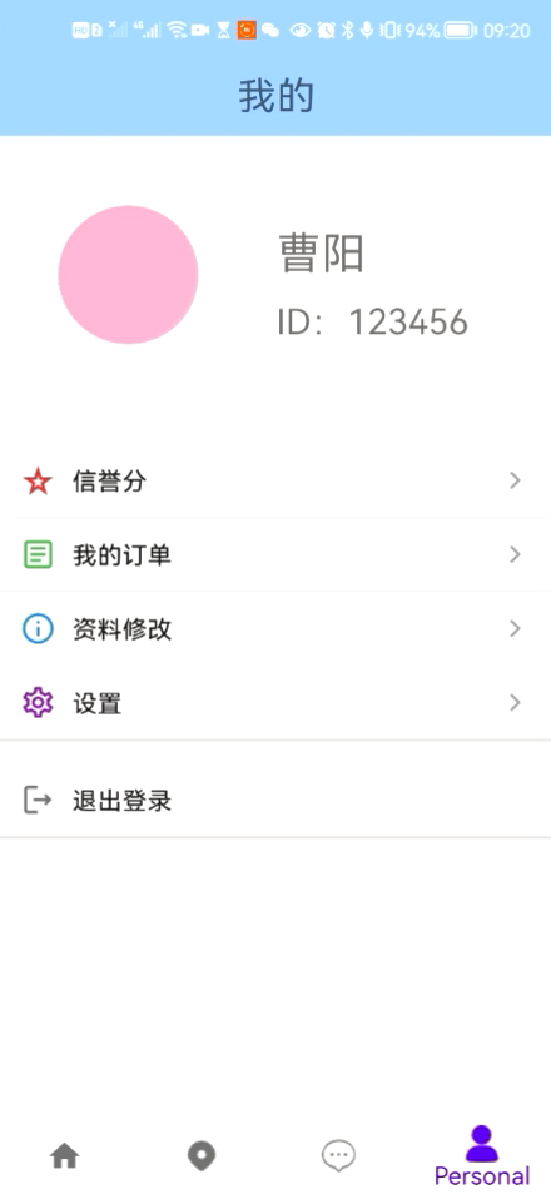 94% 09:20
我的
曹阳
ID： 123456
信誉分
我的订单
资料修改
设置
退出登录
Personal